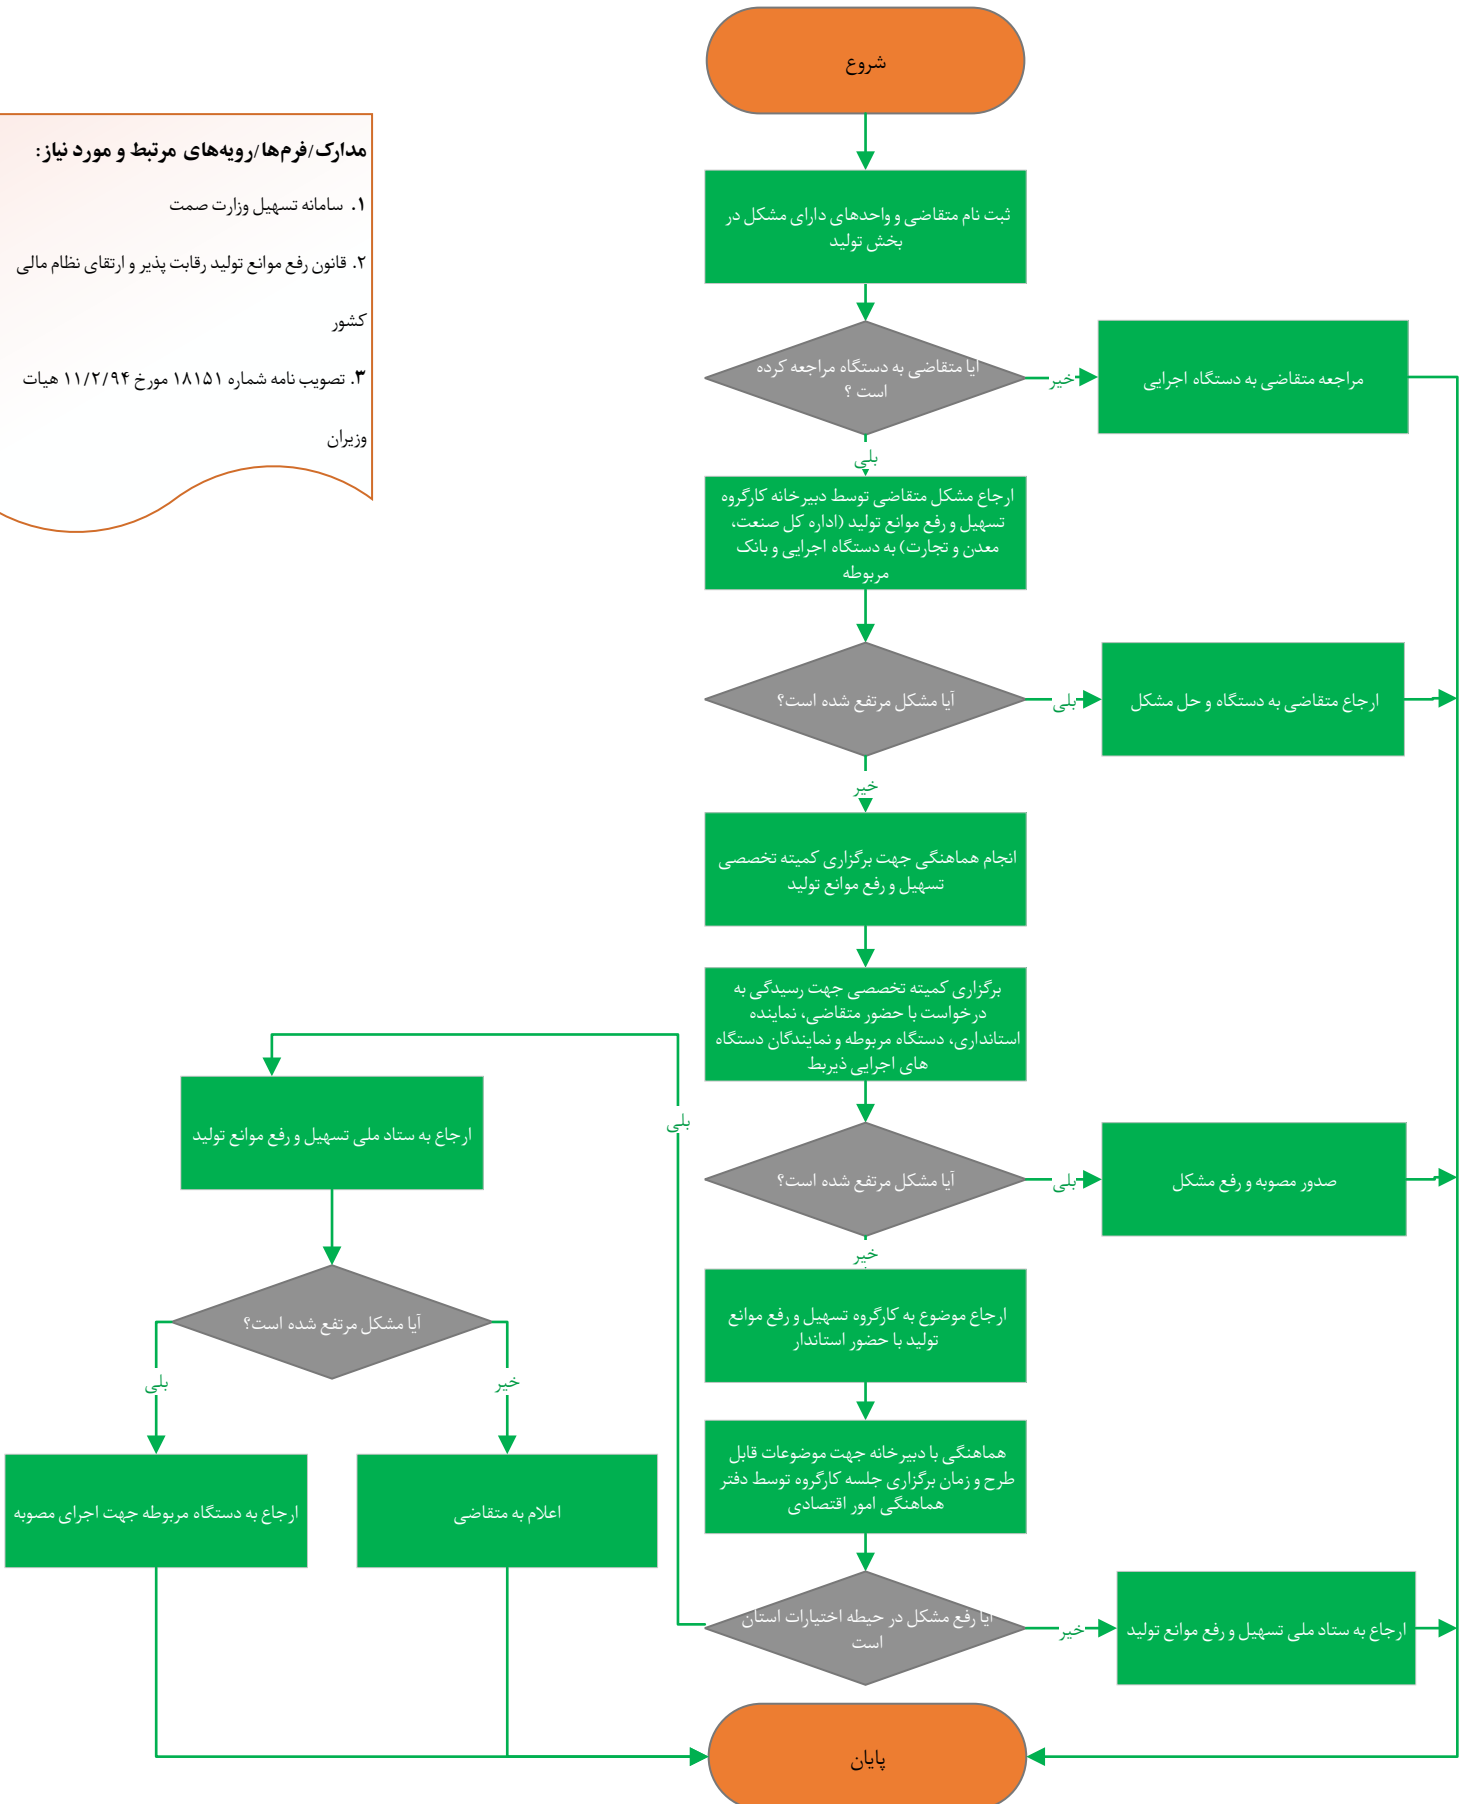 شروع
مدارک/فرم‌ها/رویه‌های مرتبط و مورد نیاز:
۱. سامانه تسهیل وزارت صمت
۲. قانون رفع موانع تولید رقابت پذیر و ارتقای نظام مالی
کشور
۳. تصویب نامه شماره ۱۸۱۵۱ مورخ ۱۱/۲/۹۴ هیات
وزیران
ثبت نام متقاضی و واحدهای دارای مشکل در
بخش تولید
آیا متقاضی به دستگاه مراجعه کرده
است ؟
خیر
مراجعه متقاضی به دستگاه اجرایی
بلی
ارجاع مشکل متقاضی توسط دبیرخانه کارگروه
تسهیل و رفع موانع تولید (اداره کل صنعت،
معدن و تجارت) به دستگاه اجرایی و بانک
مربوطه
آیا مشکل مرتفع شده است؟
بلی
ارجاع متقاضی به دستگاه و حل مشکل
خیر
انجام هماهنگی جهت برگزاری کمیته تخصصی
تسهیل و رفع موانع تولید
برگزاری کمیته تخصصی جهت رسیدگی به
درخواست با حضور متقاضی، نماینده
استانداری، دستگاه مربوطه و نمایندگان دستگاه
های اجرایی ذیربط
آیا مشکل مرتفع شده است؟
بلی
صدور مصوبه و رفع مشکل
خیر
ارجاع موضوع به کارگروه تسهیل و رفع موانع
تولید با حضور استاندار
هماهنگی با دبیرخانه جهت موضوعات قابل
طرح و زمان برگزاری جلسه کارگروه توسط دفتر
هماهنگی امور اقتصادی
آیا رفع مشکل در حیطه اختیارات استان
است
خیر
ارجاع به ستاد ملی تسهیل و رفع موانع تولید
بلی
ارجاع به ستاد ملی تسهیل و رفع موانع تولید
آیا مشکل مرتفع شده است؟
خیر
بلی
اعلام به متقاضی
ارجاع به دستگاه مربوطه جهت اجرای مصوبه
پایان